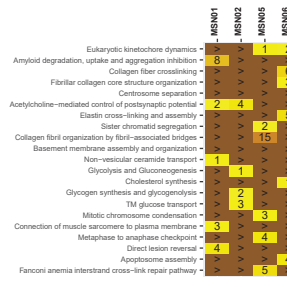 MSN01 MSN02 MSN05
Eukaryotic kinetochore dynamics > > 1
Amyloid degradation, uptake and aggregation inhibition 8 > > >
Collagen fiber crosslinking > > >
Fibrillar collagen core structure organization > > >
Centrosome separation > > > >
Acetylcholine−mediated control of postsynaptic potential 2 4 > >
Elastin cross−linking and assembly > > >
Sister chromatid segregation > > 2 >
Collagen fibril organization by fibril−associated bridges > > 15 >
Basement membrane assembly and organization > > > >
Non−vesicular ceramide transport 1 > > >
Glycolysis and Gluconeogenesis > 1 > >
Cholesterol synthesis > > >
Glycogen synthesis and glycogenolysis > 2 > >
TM glucose transport > 3 > >
Mitotic chromosome condensation > > 3 >
Connection of muscle sarcomere to plasma membrane 3 > > >
Metaphase to anaphase checkpoint > > 4 >
Direct lesion reversal 4 > > >
Apoptosome assembly > > >
Fanconi anemia interstrand cross−link repair pathway > > 5 >